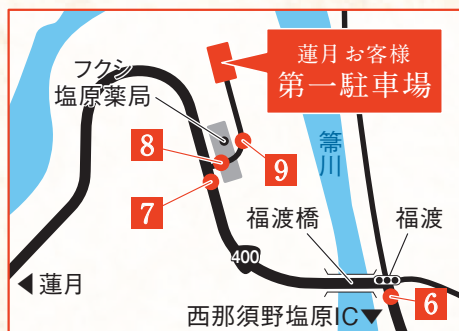 蓮月お客様
第一駐車場
フクシ
塩原薬局
箒川
8
9
7
400
福渡橋
福渡
◀蓮月
6
西那須野塩原IC▼